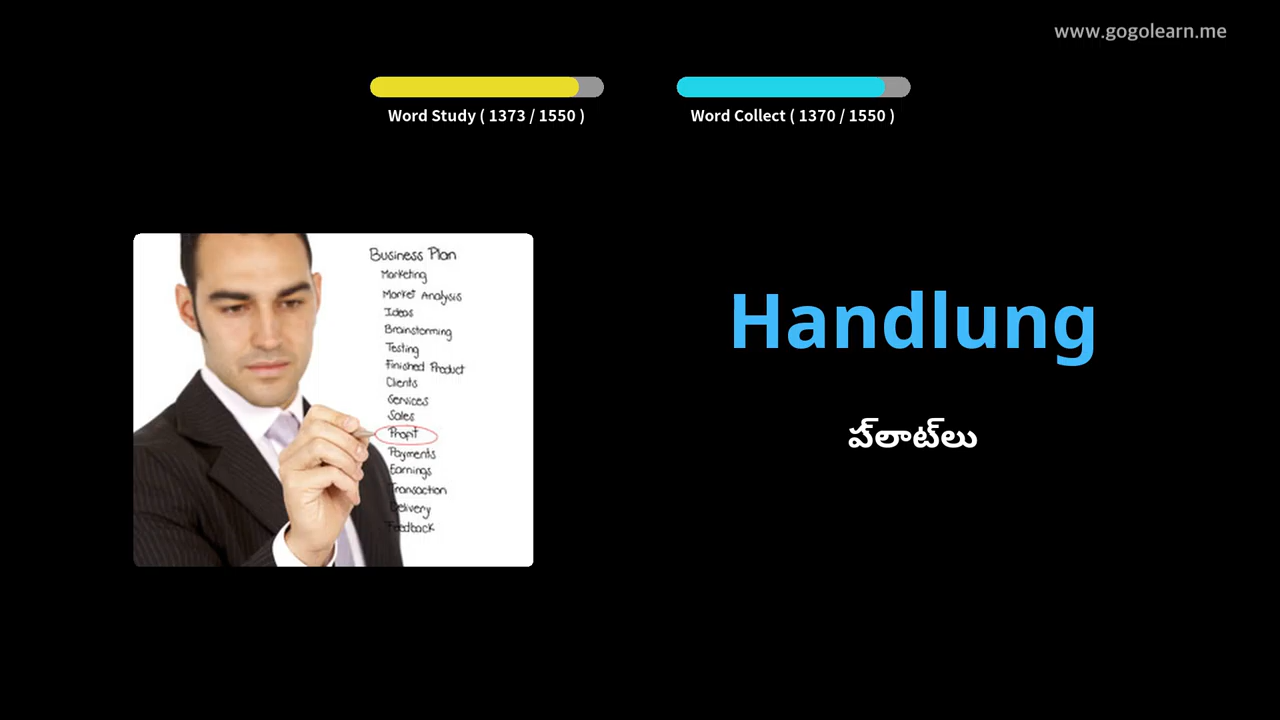 www.gogolearn.me
Word Study ( 1373 / 1550 )
Word Collect ( 1370 / 1550 )
Business Plan
Marketing
Market Analysis
Ideas
Brainstorming
Testing
Finished Product
Clients
Services
Sales
Profit
Payments
Earnings
Transaction
Delivery
Feedback
Handlung
ప్‌లాట్‌లు